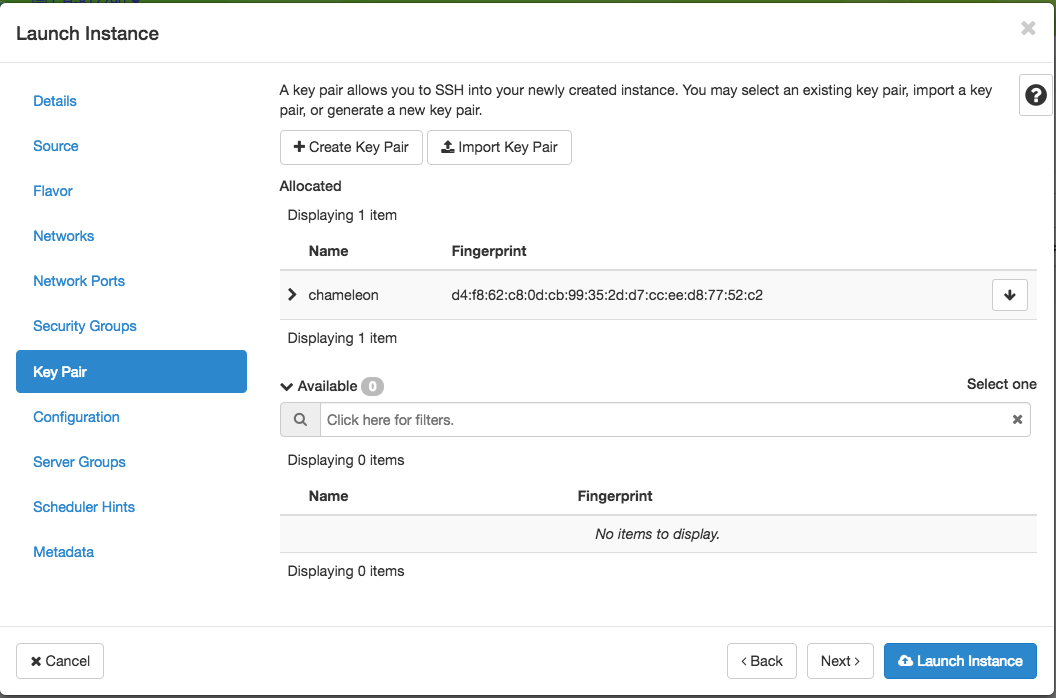 Launch Instance
Details
Source
Flavor
Networks
Network Ports
Security Groups
Key Pair
Configuration
Server Groups
Scheduler Hints
Metadata
A key pair allows you to SSH into your newly created instance. You may select an existing key pair, import a key
pair, or generate a new key pair.
Create Key Pair Import Key Pair
Allocated
Displaying 1 item
Name Fingerprint
chameleon d4:f8:62:c8:0d:cb:99:35:2d:d7:cc:ee:d8:77:52:c2
Displaying 1 item
Available 0 Select one
Click here for filters.
Displaying 0 items
Name Fingerprint
No items to display.
Displaying 0 items
Cancel ‹ Back Next › Launch Instance